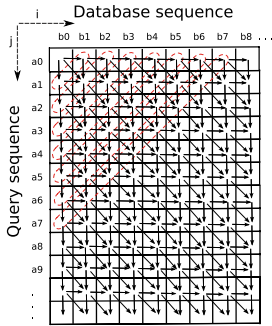 i
Database sequence
j
b0 b1 b2 b3 b4 b5 b6 b7 b8 ...
Query sequence
a0
a1
a2
a3
a4
a5
a6
a7
a8
a9
.
.
.